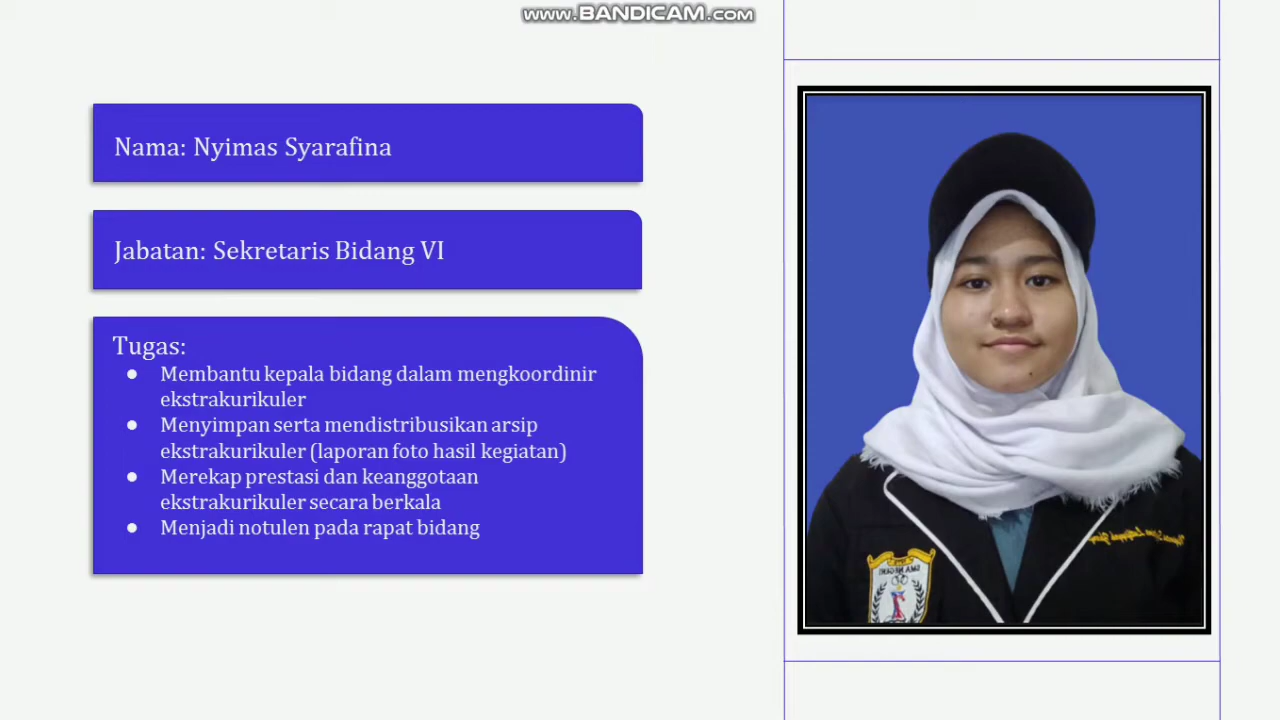 www.BANDICAM.com
Nama: Nyimas Syarafina
Jabatan: Sekretaris Bidang VI
Tugas:
● Membantu kepala bidang dalam mengkoordinir
ekstrakurikuler
● Menyimpan serta mendistribusikan arsip
ekstrakurikuler (laporan foto hasil kegiatan)
● Merekap prestasi dan keanggotaan
ekstrakurikuler secara berkala
● Menjadi notulen pada rapat bidang
SMA NEGERI